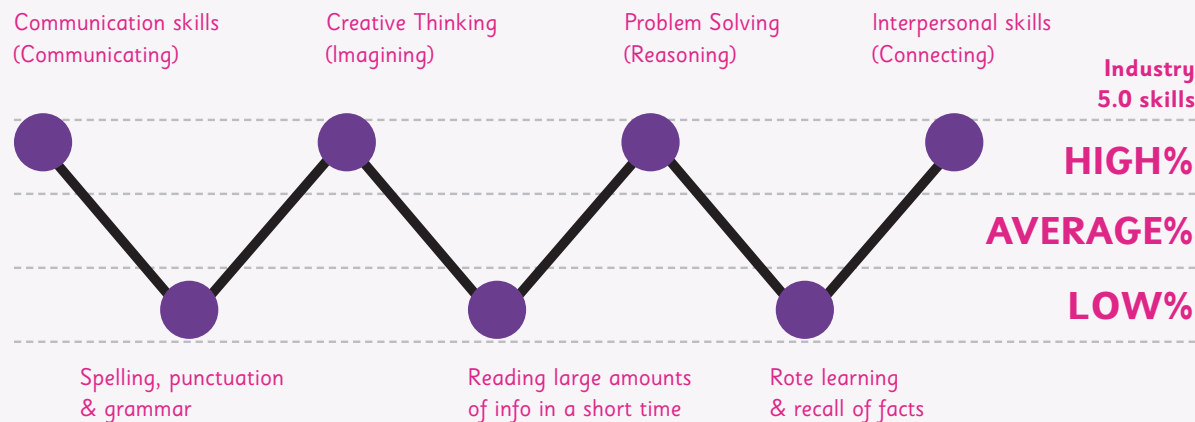 Communication skills
(Communicating)
Creative Thinking
(Imagining)
Problem Solving
(Reasoning)
Interpersonal skills
(Connecting)
Industry
5.0 skills
HIGH%
AVERAGE%
LOW%
Spelling, punctuation
& grammar
Reading large amounts
of info in a short time
Rote learning
& recall of facts